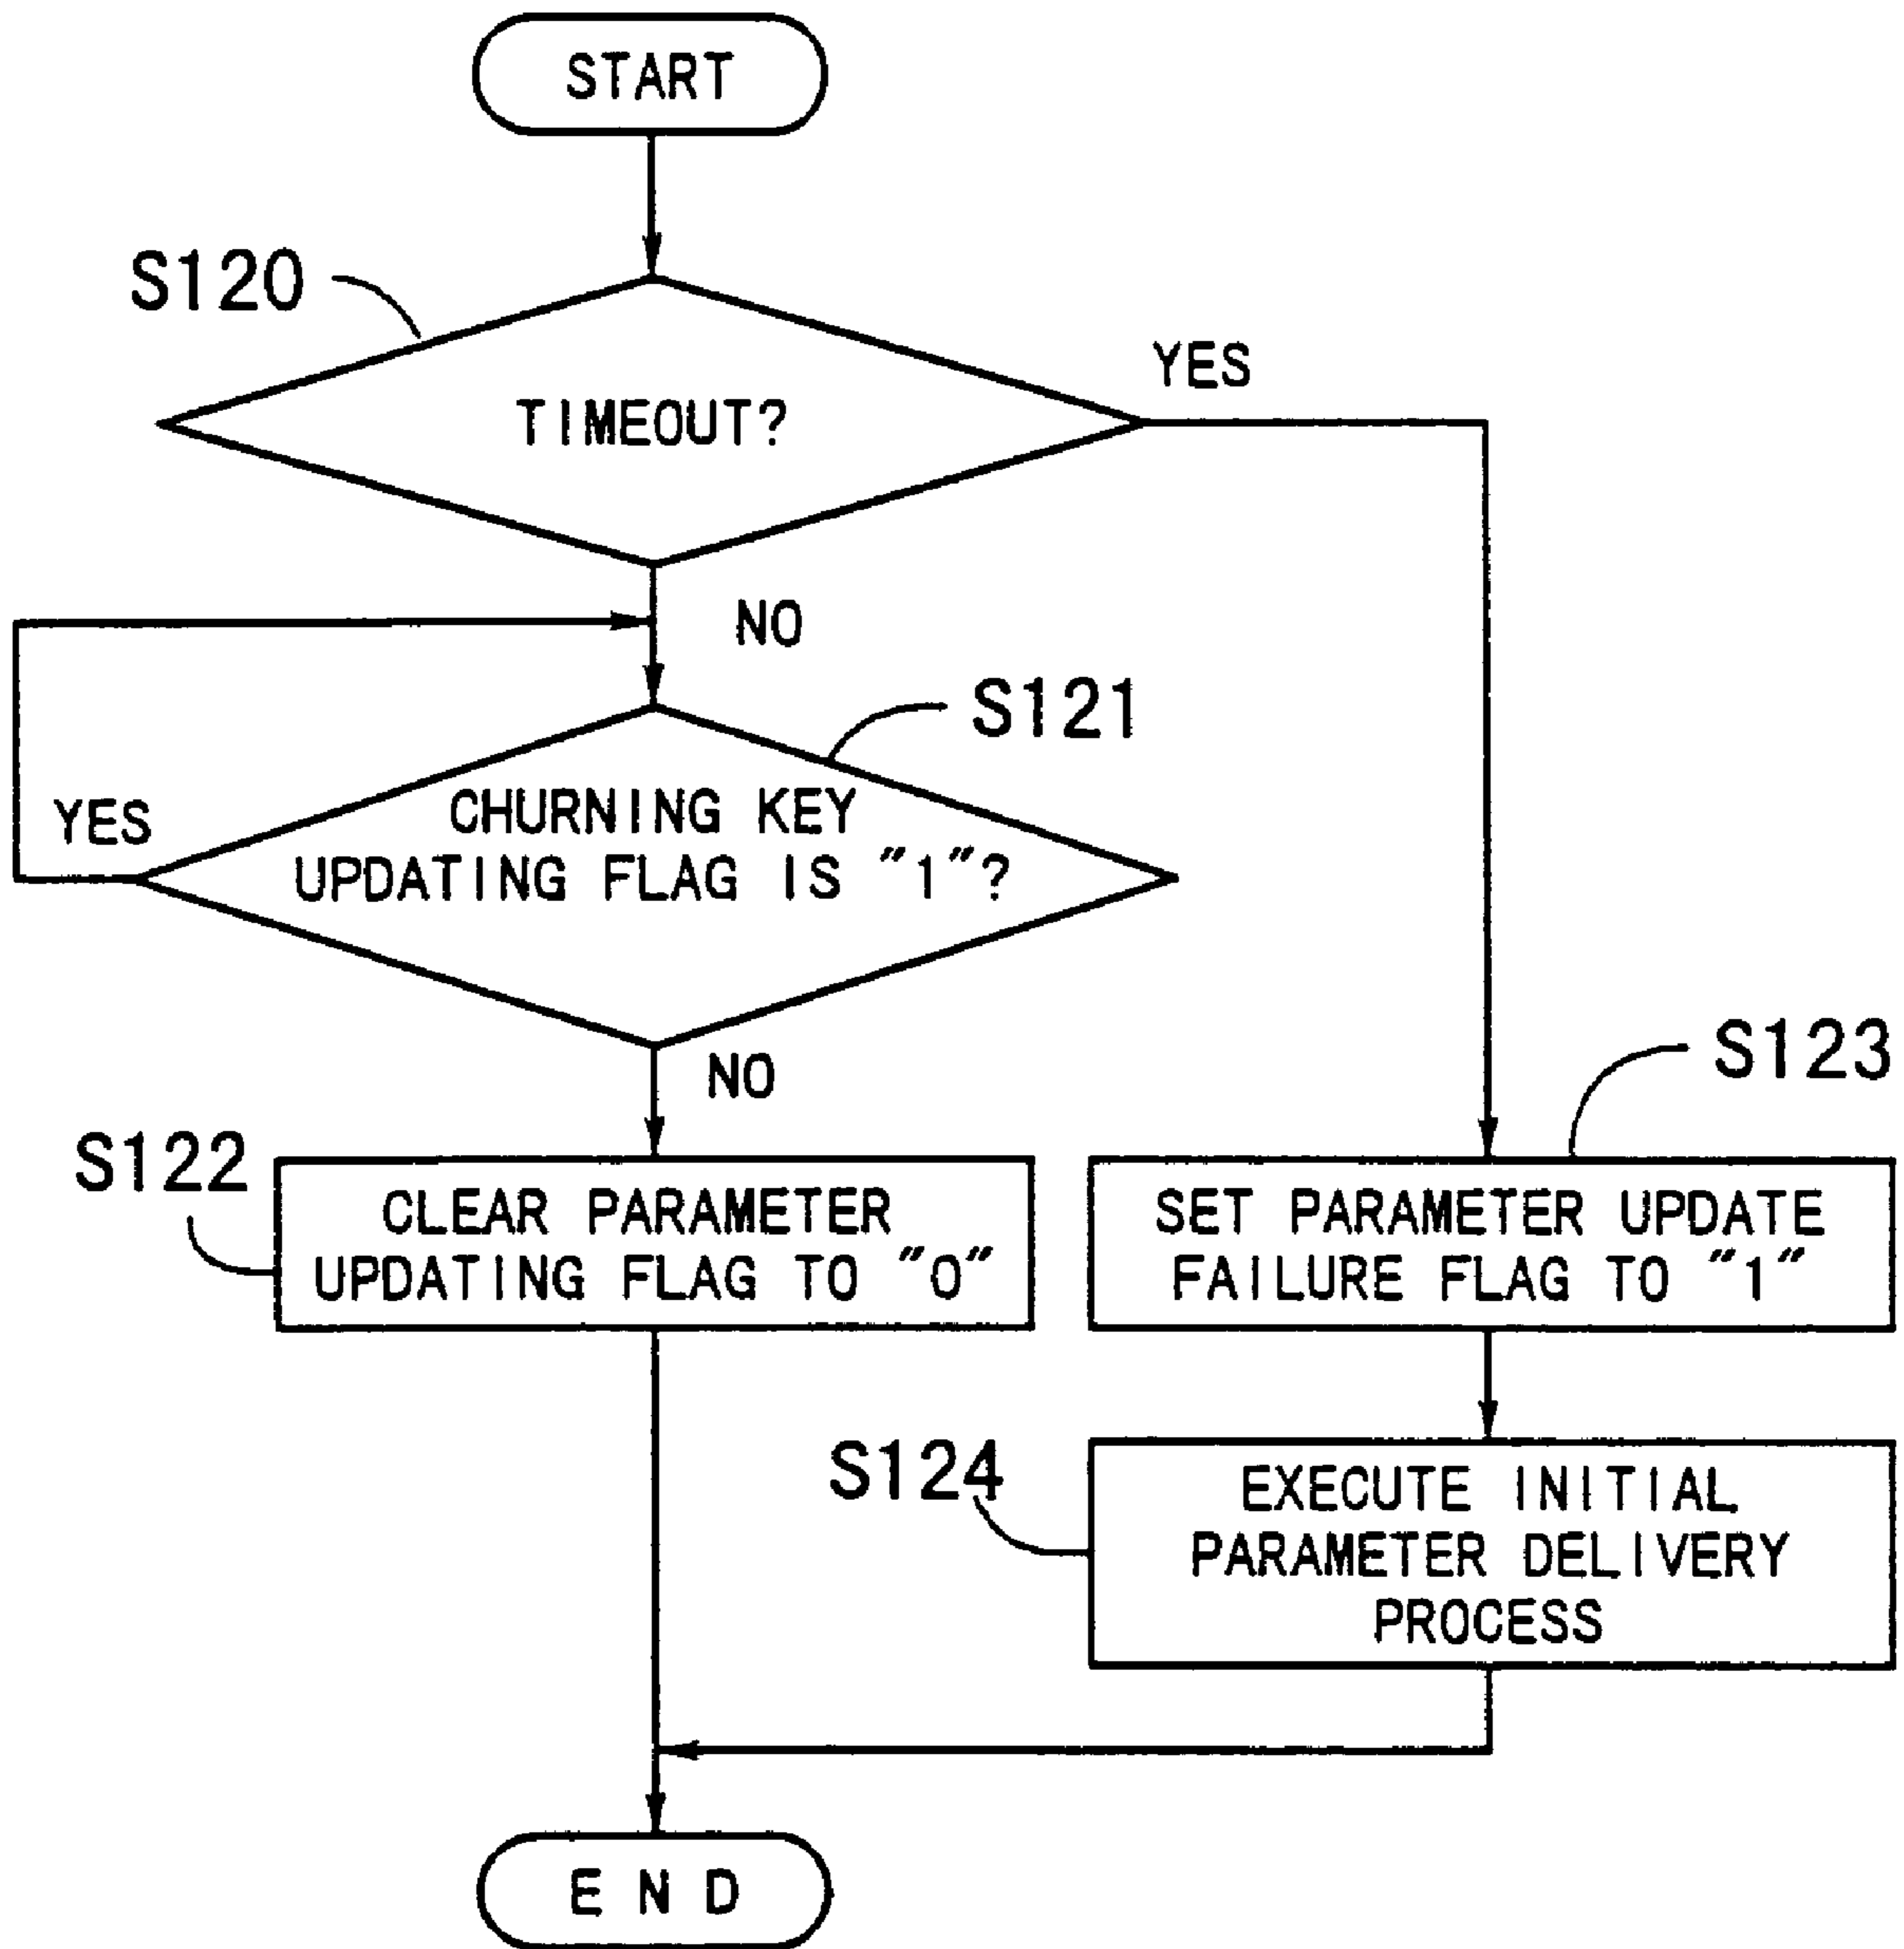 START
S120
YES
TIMEOUT?
NO
S121
YES
CHURNING KEY
UPDATING FLAG IS "1"?
NO
S123
S122
CLEAR PARAMETER
UPDATING FLAG TO "0"
SET PARAMETER UPDATE
FAILURE FLAG TO "1"
S124
EXECUTE INITIAL
PARAMETER DELIVERY
PROCESS
END